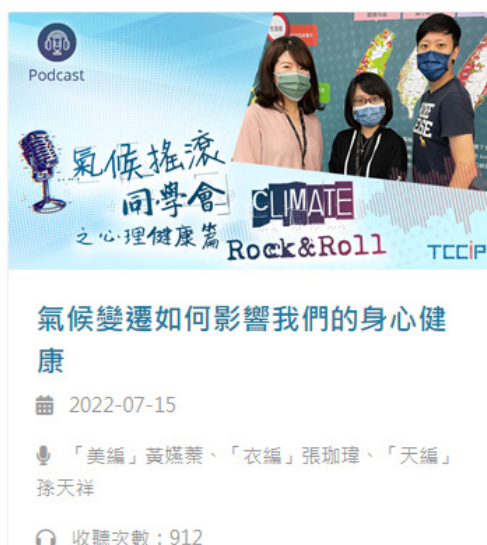 Podcast
氣候搖滾
同學會
CLIMATE
之心理健康篇
Rock&Roll
TCCiP
氣候變遷如何影響我們的身心健
康
2022-07-15
「美編」黃嬿蓁、「衣編」張珈瑋、「天編」
孫天祥
收聽次數：912